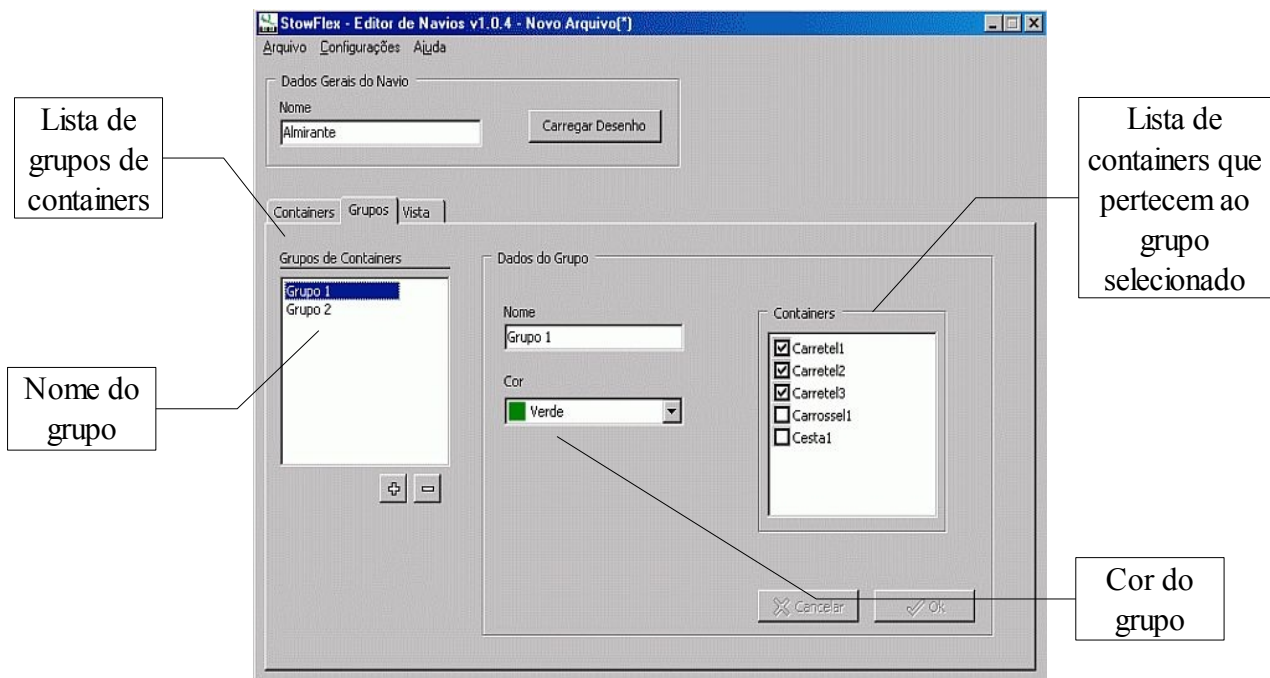 StowFlex - Editor de Navios v1.0.4 - Novo Arquivo(*)
Arquivo Configurações Ajuda
Dados Gerais do Navio
Nome
Almirante
Carregar Desenho
Lista de
grupos de
containers
Lista de
containers que
pertecem ao
grupo
selecionado
Containers Grupos Vista
Grupos de Containers
Grupo 1
Grupo 2
Nome do
grupo
Dados do Grupo
Nome
Grupo 1
Cor
Verde
Containers
Carretel1
Carretel2
Carretel3
Carrossel1
Cesta1
Cancelar
Ok
Cor do
grupo